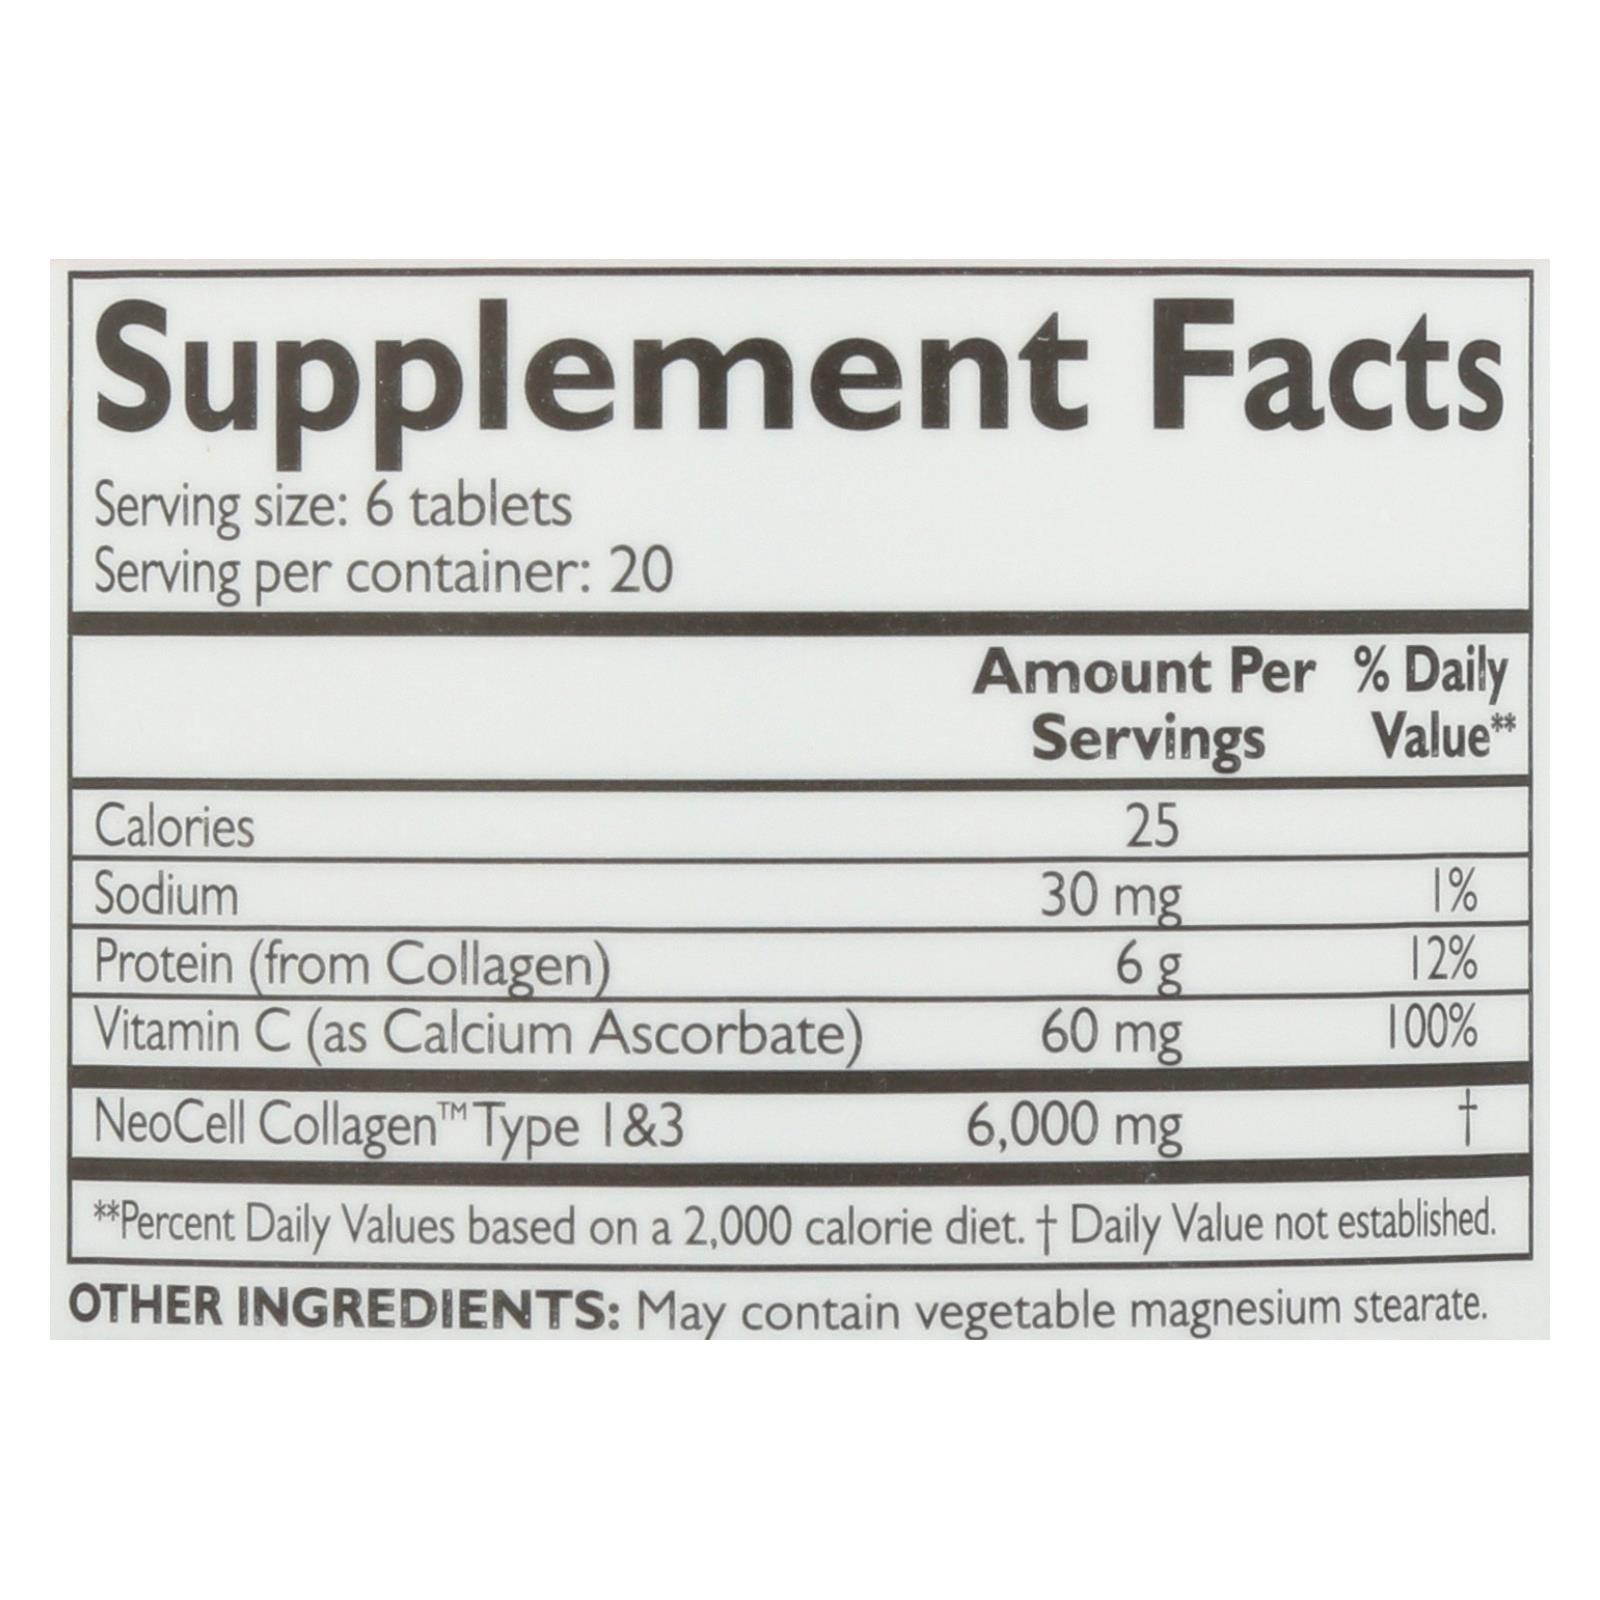 Supplement Facts
Serving size: 6 tablets
Serving per container: 20
Amount Per Servings % Daily Value**
Calories 25
Sodium 30 mg 1%
Protein (from Collagen) 6 g 12%
Vitamin C (as Calcium Ascorbate) 60 mg 100%
NeoCell Collagen™ Type 1&3 6,000 mg †
**Percent Daily Values based on a 2,000 calorie diet. † Daily Value not established.
OTHER INGREDIENTS: May contain vegetable magnesium stearate.